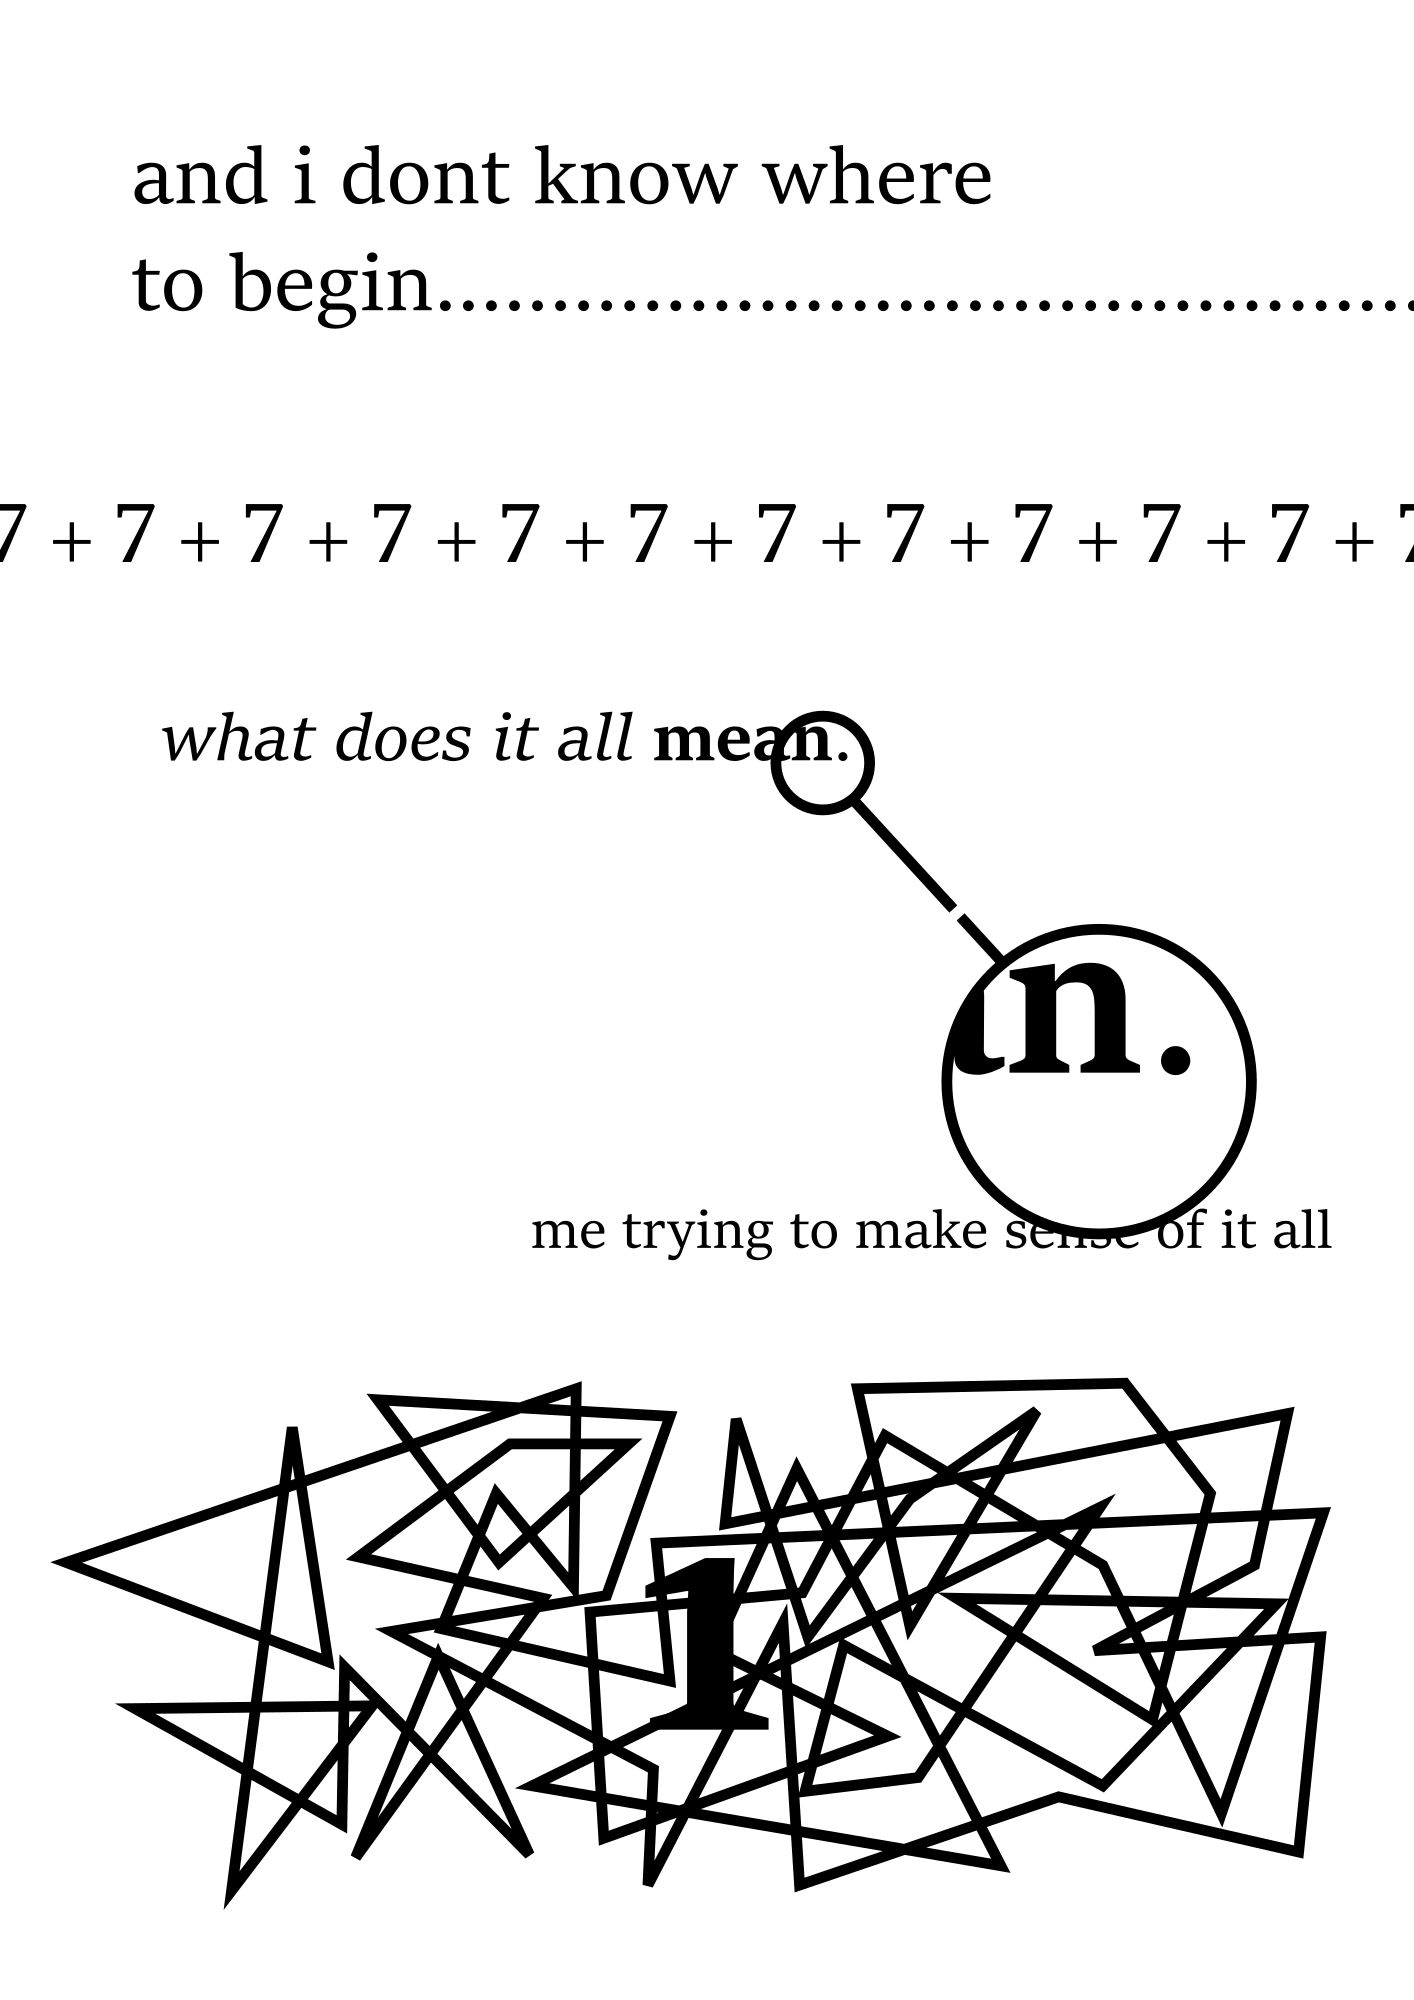 and i dont know where
to begin...........................................
7 + 7 + 7 + 7 + 7 + 7 + 7 + 7 + 7 + 7 + 7 + 7
what does it all mean.
an.
me trying to make sense of it all
1